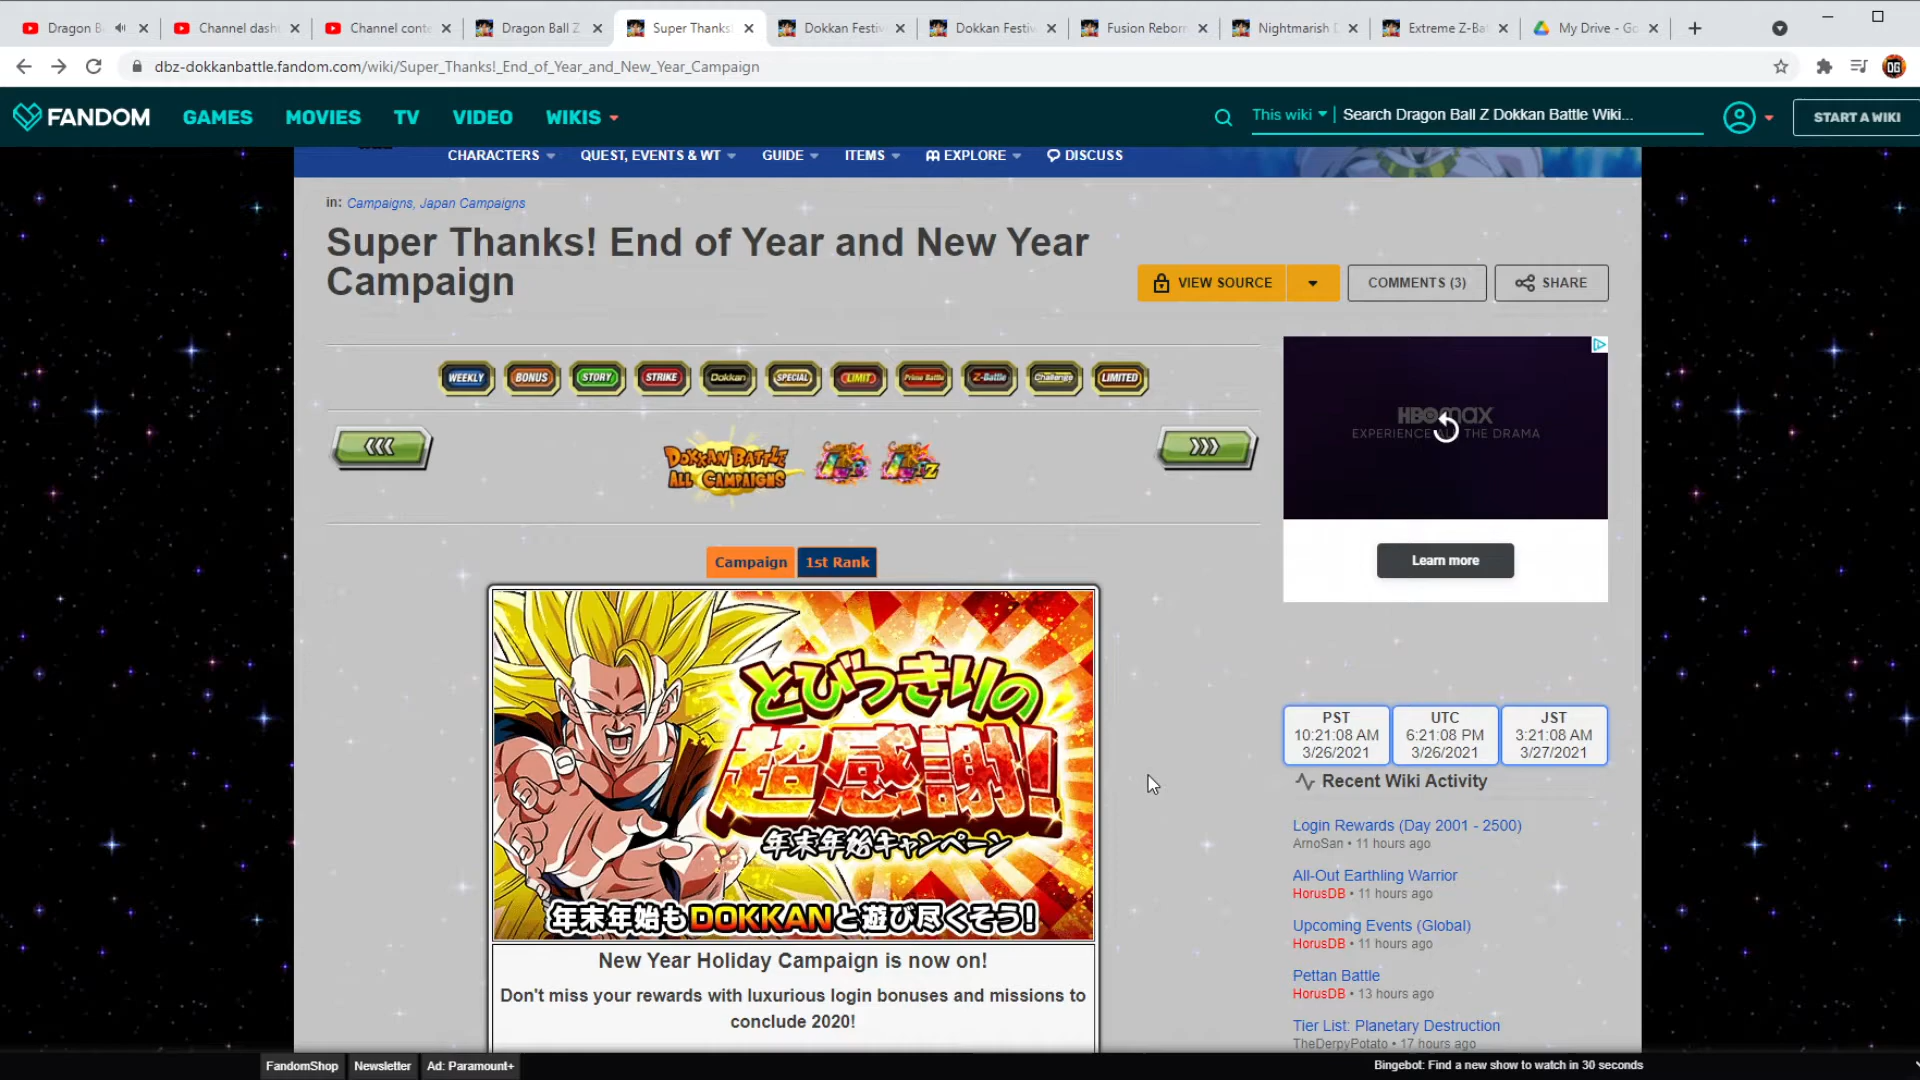 Dragon B
Channel dash
Channel conte
Dragon Ball Z
Super Thanks!
Dokkan Festiv
Dokkan Festiv
Fusion Reborn
Nightmarish
Extreme Z-Ba
My Drive - Go
dbz-dokkanbattle.fandom.com/wiki/Super_Thanks!_End_of_Year_and_New_Year_Campaign
DG
FANDOM GAMES MOVIES TV VIDEO WIKIS
This wiki Search Dragon Ball Z Dokkan Battle Wiki... START A WIKI
CHARACTERS QUEST, EVENTS & WT GUIDE ITEMS EXPLORE DISCUSS
in: Campaigns, Japan Campaigns
Super Thanks! End of Year and New Year
Campaign
VIEW SOURCE COMMENTS (3) SHARE
WEEKLY BONUS STORY STRIKE Dokkan SPECIAL LIMIT Prime Battle Z-Battle Challenge LIMITED
DOKKAN BATTLE
ALL CAMPAIGNS
HBOMAX
EXPERIENCE ALL THE DRAMA
Learn more
Campaign 1st Rank
とびっきりの
超感謝!
年末年始キャンペーン
年末年始もDOKKANと遊び尽くそう!
New Year Holiday Campaign is now on!
Don't miss your rewards with luxurious login bonuses and missions to
conclude 2020!
PST
10:21:08 AM
3/26/2021
UTC
6:21:08 PM
3/26/2021
JST
3:21:08 AM
3/27/2021
Recent Wiki Activity
Login Rewards (Day 2001 - 2500)
ArnoSan • 11 hours ago
All-Out Earthling Warrior
HorusDB • 11 hours ago
Upcoming Events (Global)
HorusDB • 11 hours ago
Pettan Battle
HorusDB • 13 hours ago
Tier List: Planetary Destruction
TheDerpyPotato • 17 hours ago
FandomShop Newsletter Ad: Paramount+
Bingebot: Find a new show to watch in 30 seconds